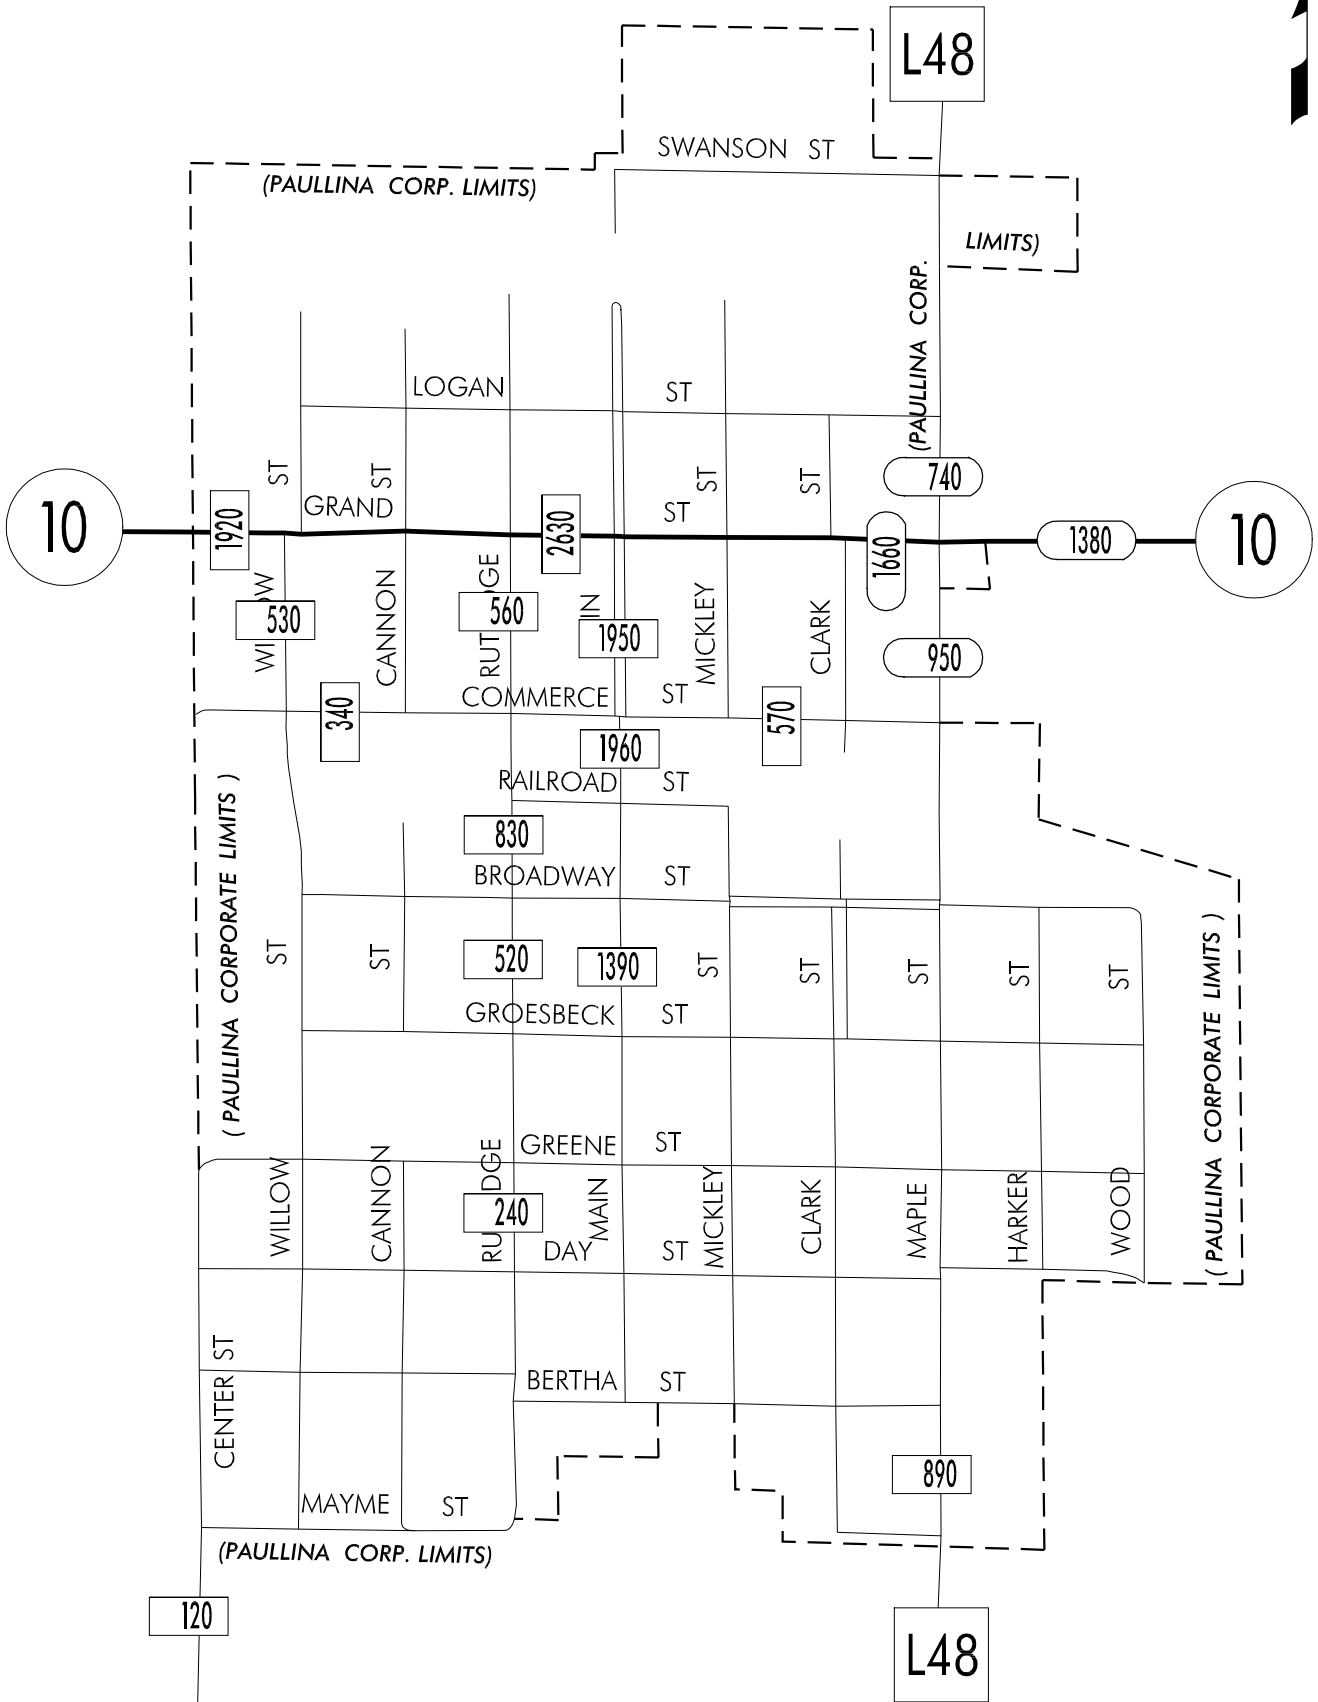 L48
SWANSON ST
(PAULLINA CORP. LIMITS)
LIMITS)
(PAULLINA CORP.
LOGAN ST
ST
ST
ST
ST
740
GRAND ST
10
1920
2630
1660
1380
10
530
CANNON
560
1950
MICKLEY
CLARK
950
COMMERCE ST
340
570
1960
RAILROAD ST
830
BROADWAY ST
( PAULLINA CORPORATE LIMITS )
ST
ST
520
1390
ST
ST
ST
ST
ST
( PAULLINA CORPORATE LIMITS )
GROESBECK ST
GREENE ST
WILLOW
CANNON
240
MAIN
MICKLEY
CLARK
MAPLE
HARKER
WOOD
DAY ST
CENTER ST
BERTHA ST
890
MAYME ST
(PAULLINA CORP. LIMITS)
120
L48